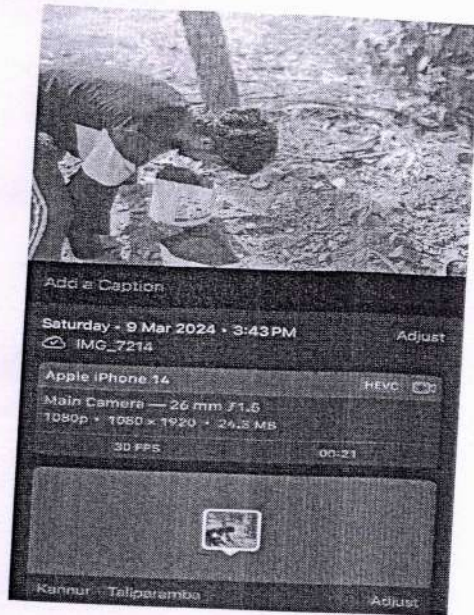 Add a Caption
Saturday • 9 Mar 2024 • 3:43 PM Adjust
IMG_7214
Apple iPhone 14 HEVC
Main Camera — 26 mm ƒ1.5
1080p • 1080 × 1920 • 24.3 MB
30 FPS 00:21
Kannur - Taliparamba Adjust